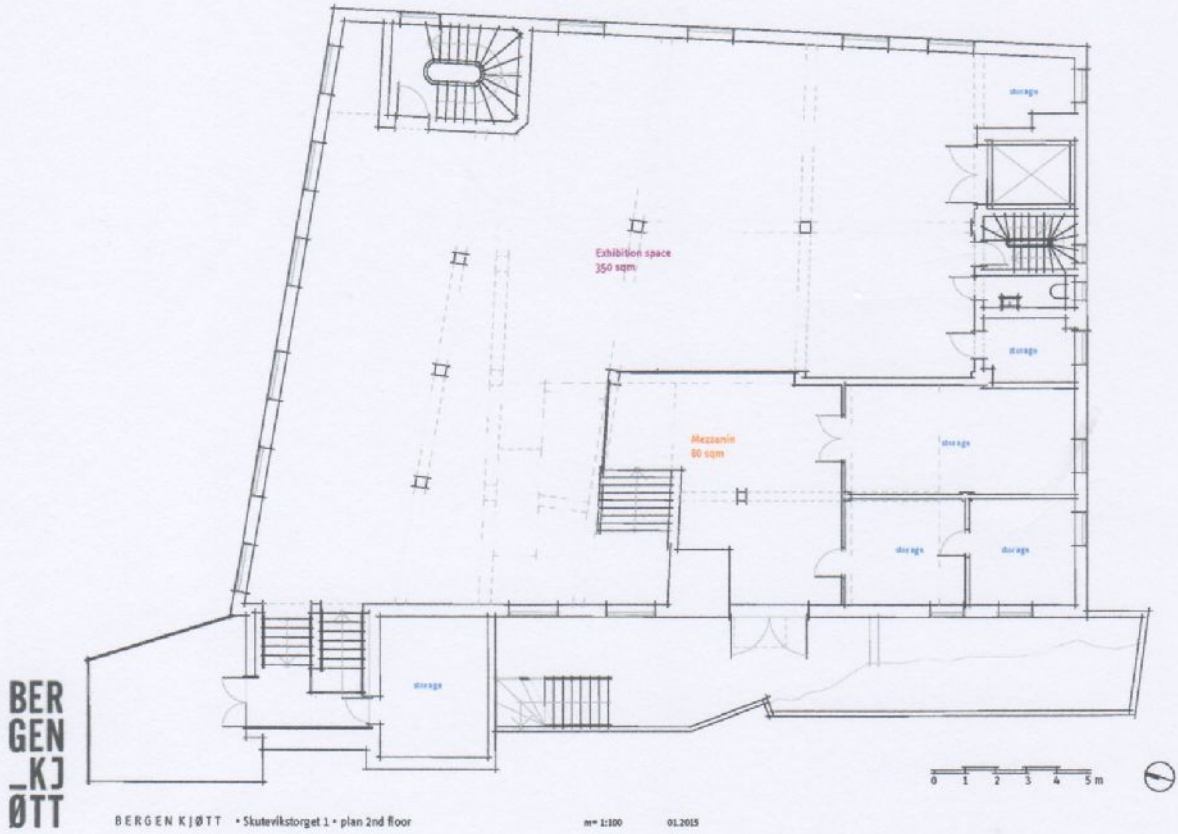 storage
Exhibition space
350 sqm
storage
Mezzanin
80 sqm
storage
storage
storage
storage
BER
GEN
_KJ
ØTT
0 1 2 3 4 5 m
BERGEN KJØTT • Skutevikstorget 1 • plan 2nd floor
m= 1:100
01.2015